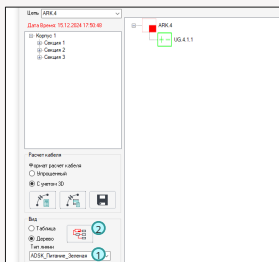 Цепь: ARK.4
Дата Время: 15.12.2024 17:50:48
Корпус 1
Секция 1
Секция 2
Секция 3
ARK.4
UG.4.1.1
Расчет кабеля
Формат расчет кабеля
Упрощенный
С учетом 3D
Вид
Таблица
Дерево
2
Тип линии
ADSK_Питание_Зеленая
1